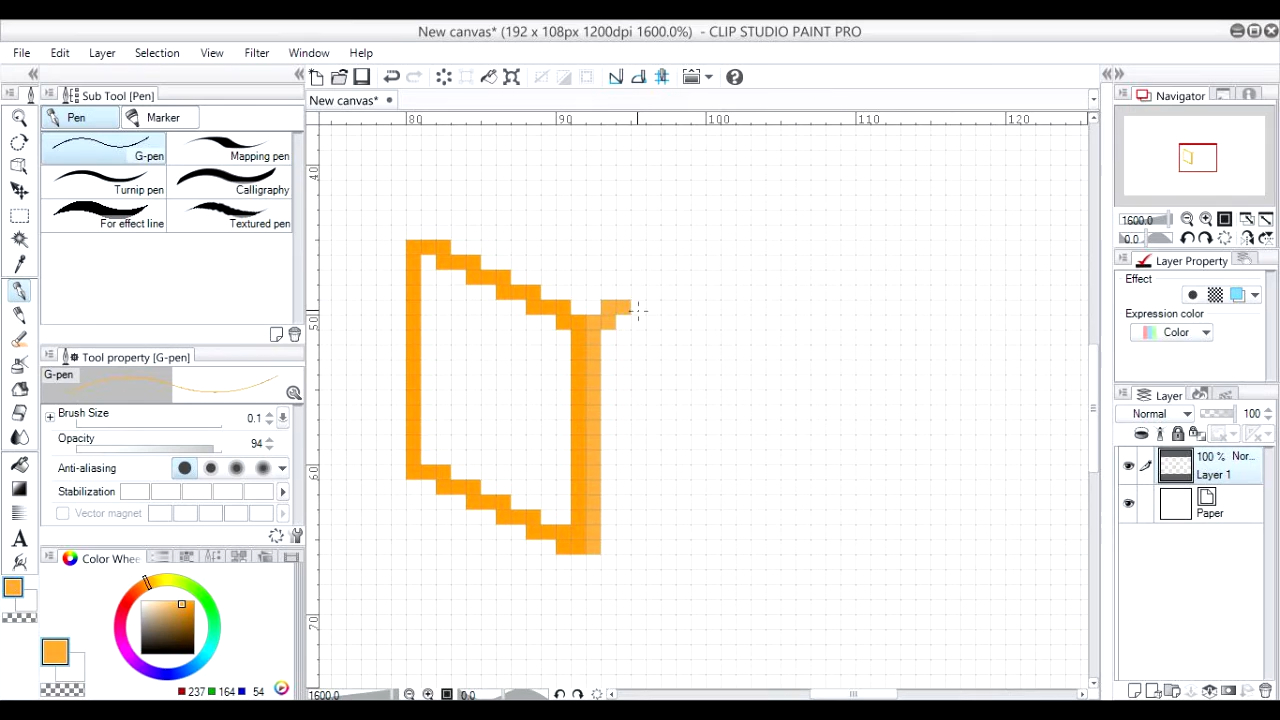 New canvas* (192 x 108px 1200dpi 1600.0%) - CLIP STUDIO PAINT PRO
File Edit Layer Selection View Filter Window Help
Sub Tool [Pen]
Pen Marker
G-pen Mapping pen
Turnip pen Calligraphy
For effect line Textured pen
Tool property [G-pen]
G-pen
Brush Size 0.1
Opacity 94
Anti-aliasing
Stabilization
Vector magnet
Color Whee
237 164 54
New canvas*
80 90 100 110 120
40
50
60
70
1600.0 0.0
Navigator
1600.0
0.0
Layer Property
Effect
Expression color
Color
Layer
Normal 100
100 % Nor...
Layer 1
Paper
A